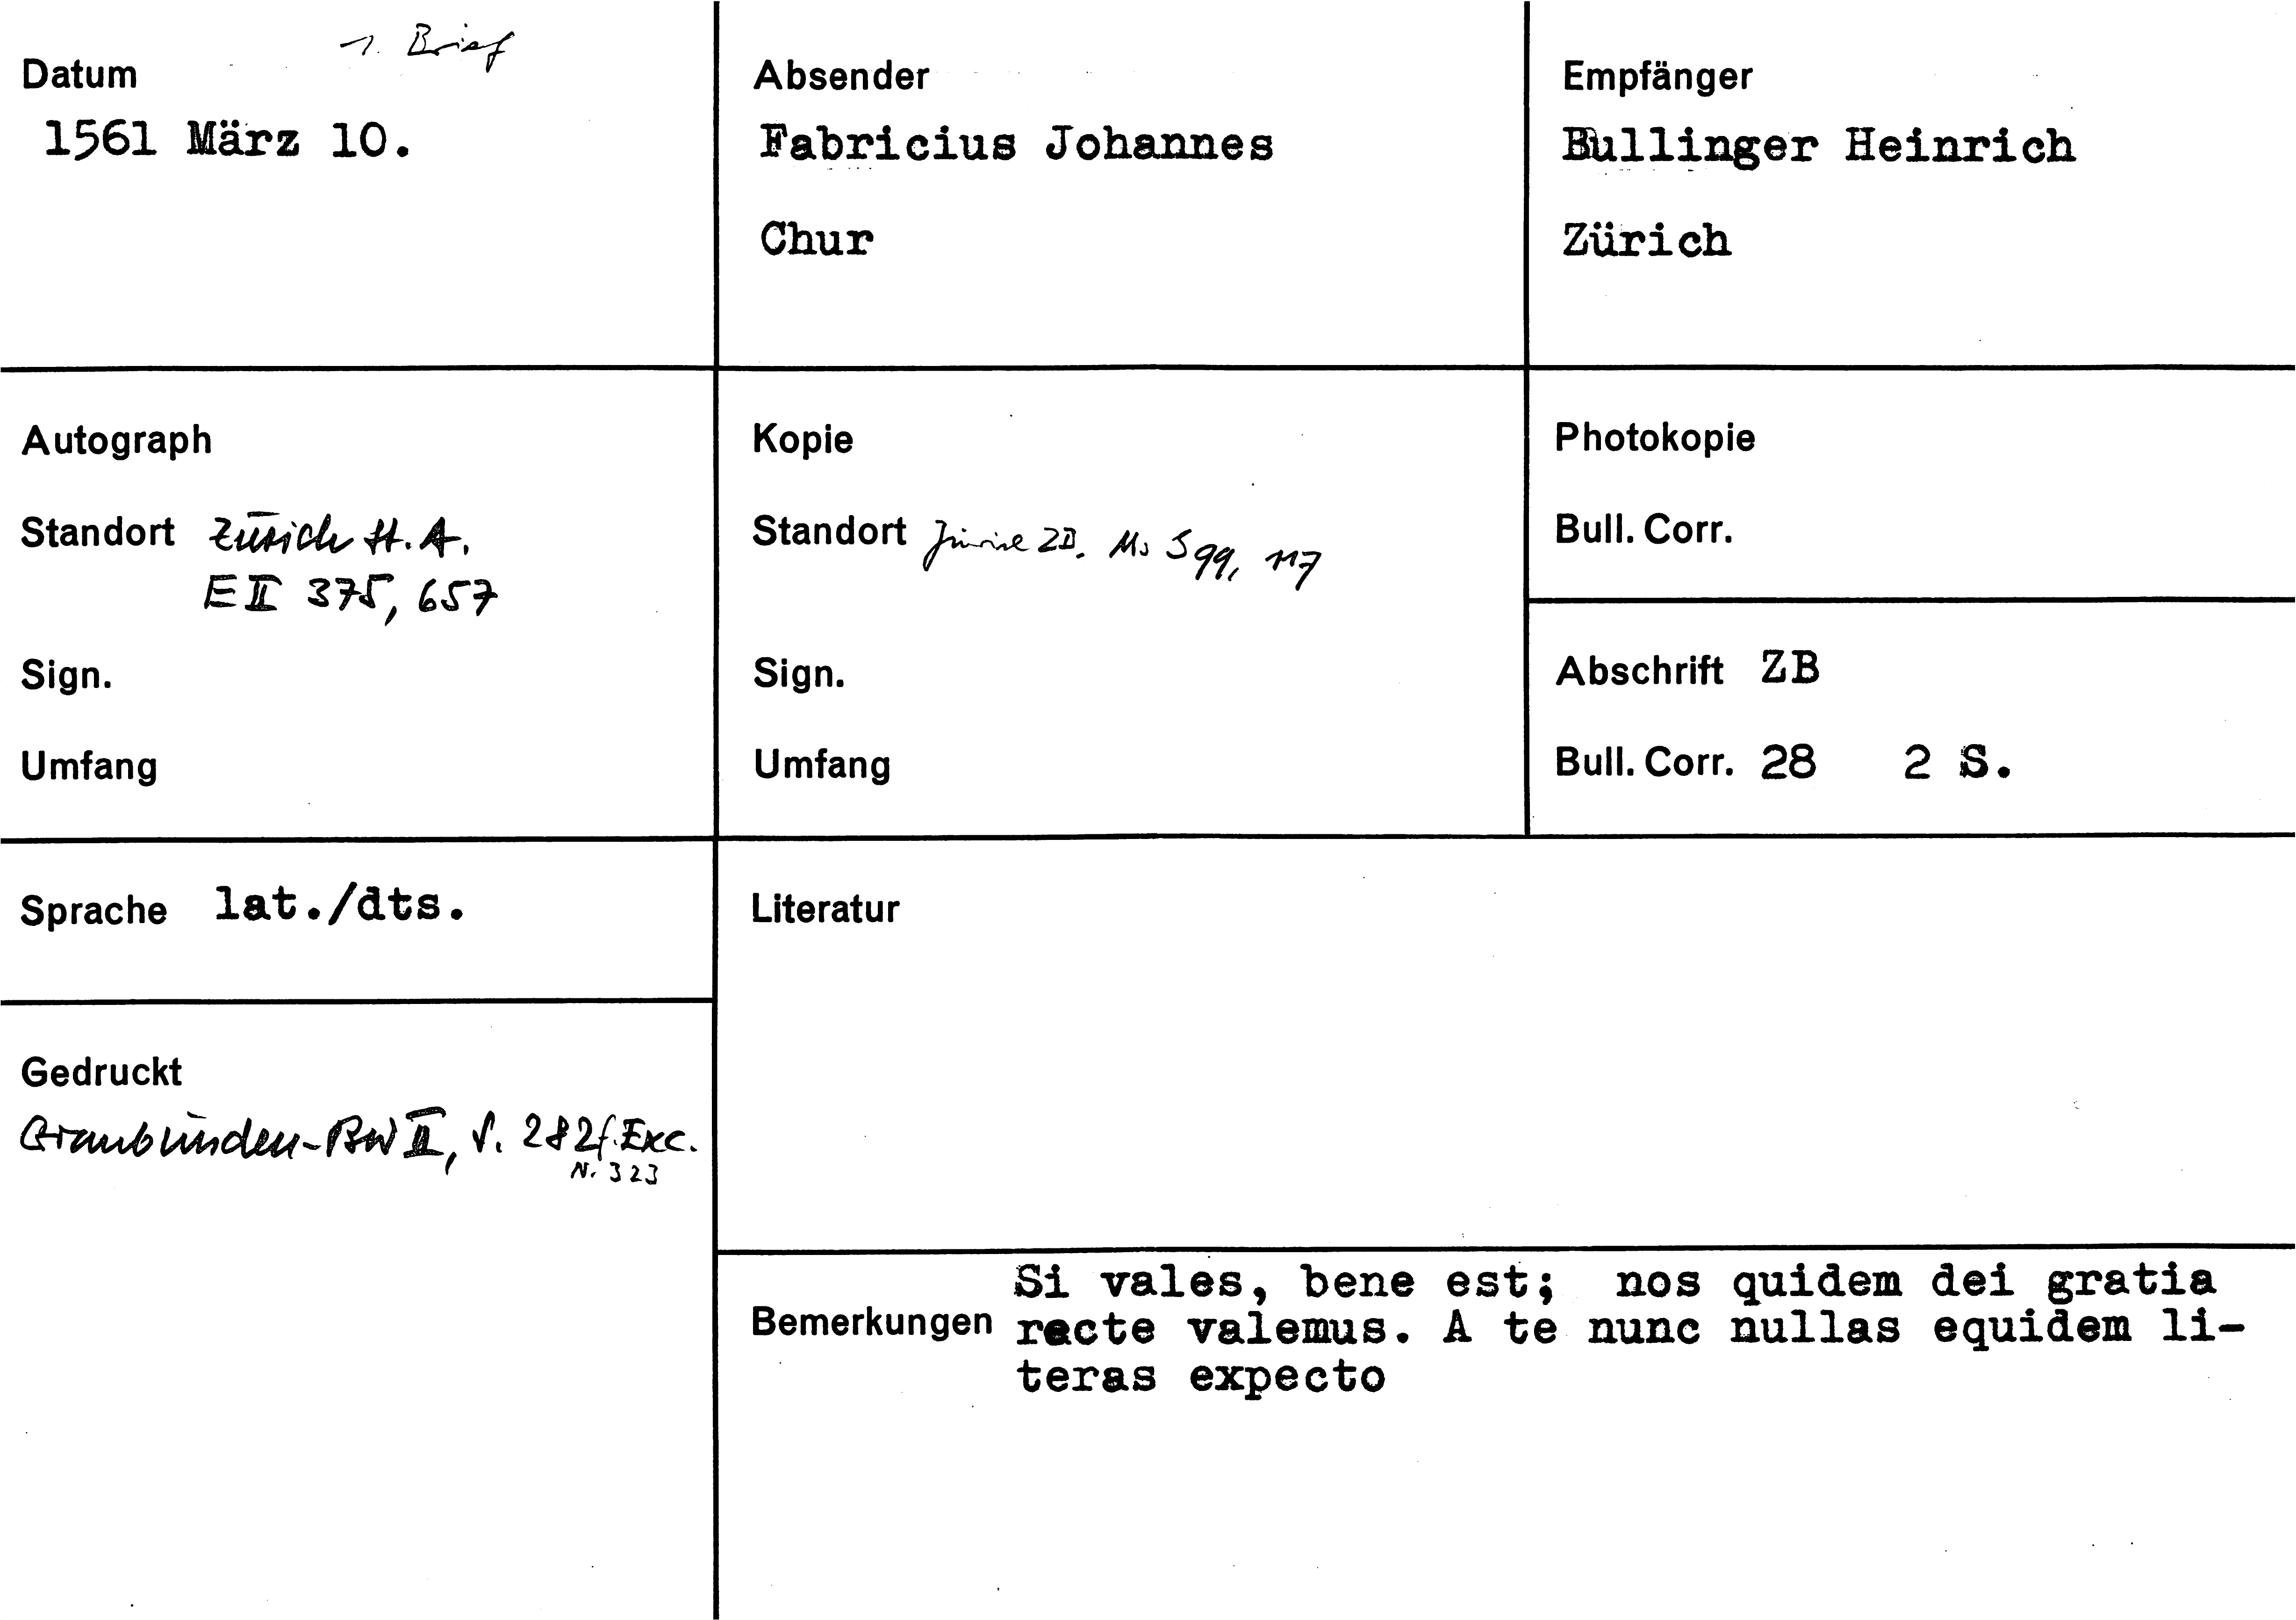 1. Brief
Datum
1561 März 10.
Absender
Fabricius Johannes
Chur
Empfänger
Bullinger Heinrich
Zürich
Autograph
Standort Zürich St. A.
E II 375, 657
Sign.
Umfang
Kopie
Standort Zürich ZB. Ms S 99, 117
Sign.
Umfang
Photokopie
Bull. Corr.
Abschrift ZB
Bull. Corr. 28 2 S.
Sprache lat./dts.
Literatur
Gedruckt
Graubünden-BW II, S. 282f. Exc.
N. 323
Si vales, bene est; nos quidem dei gratia
Bemerkungen recte valemus. A te nunc nullas equidem li-
teras expecto